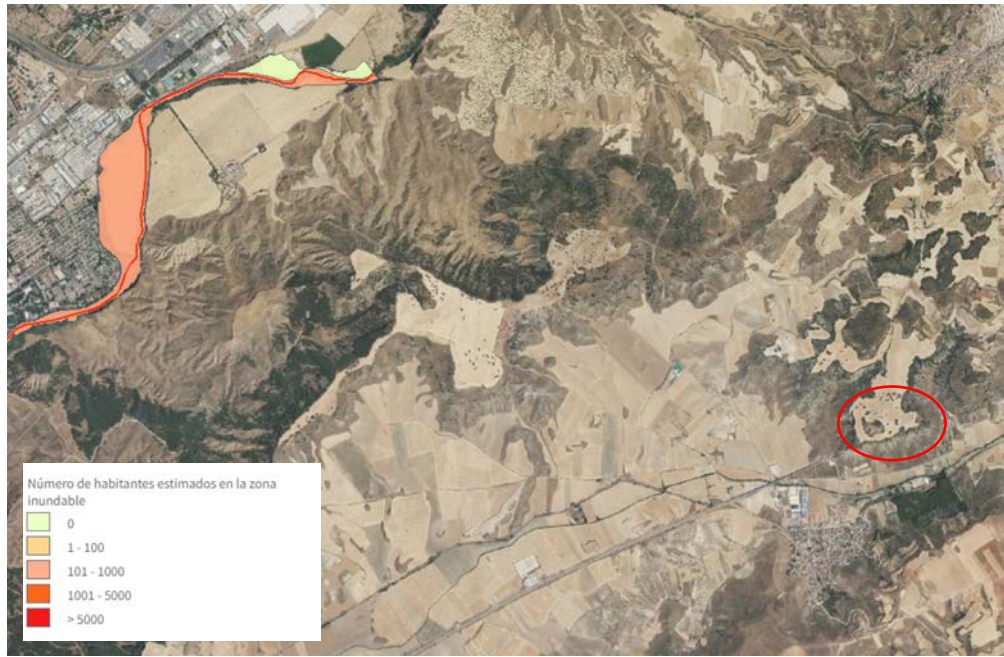 Número de habitantes estimados en la zona
inundable
0
1 - 100
101 - 1000
1001 - 5000
> 5000